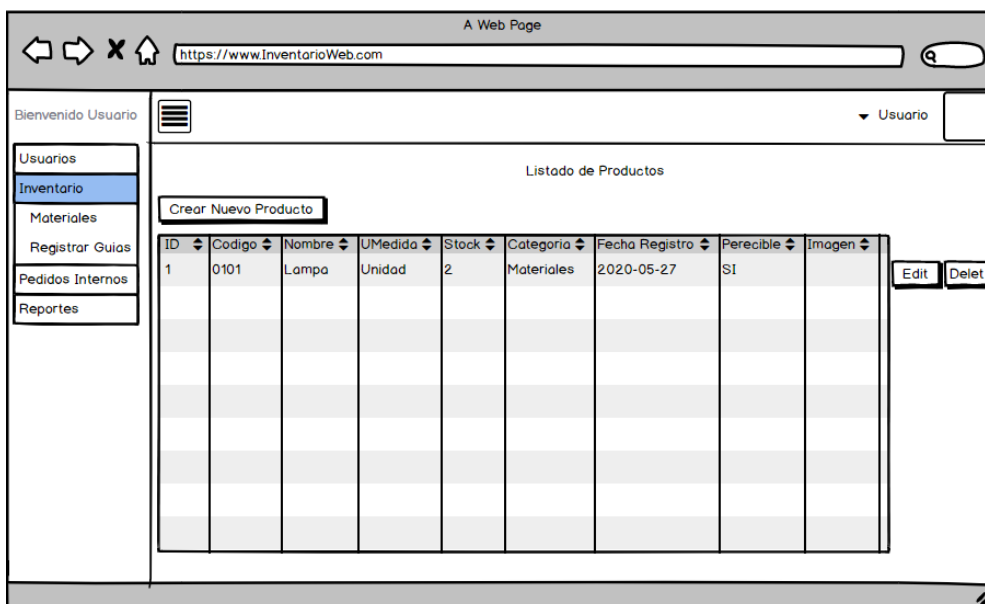 A Web Page
https://www.InventarioWeb.com
Bienvenido Usuario
Usuario
Usuarios
Inventario
Materiales
Registrar Guias
Pedidos Internos
Reportes
Listado de Productos
Crear Nuevo Producto
ID Codigo Nombre UMedida Stock Categoria Fecha Registro Perecible Imagen
1 0101 Lampa Unidad 2 Materiales 2020-05-27 SI
Edit Delet